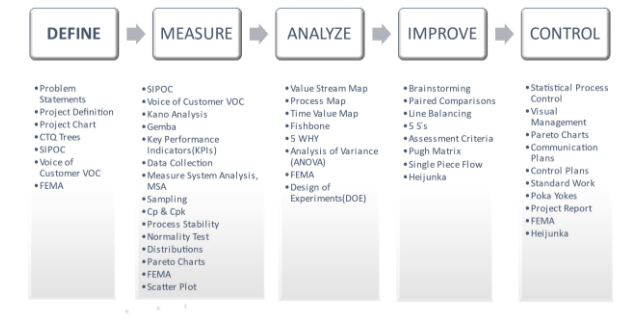 DEFINE
MEASURE
ANALYZE
IMPROVE
CONTROL
•Problem
Statements
•Project Definition
•Project Chart
•CTQ Trees
•SIPOC
•Voice of
Customer VOC
•FEMA
•SIPOC
•Voice of Customer VOC
•Kano Analysis
•Gemba
•Key Performance
Indicators(KPIs)
•Data Collection
•Measure System Analysis,
MSA
•Sampling
•Cp & Cpk
•Process Stability
•Normality Test
•Distributions
•Pareto Charts
•FEMA
•Scatter Plot
•Value Stream Map
•Process Map
•Time Value Map
•Fishbone
•5 WHY
•Analysis of Variance
(ANOVA)
•FEMA
•Design of
Experiments(DOE)
•Brainstorming
•Paired Comparisons
•Line Balancing
•5 S's
•Assessment Criteria
•Pugh Matrix
•Single Piece Flow
•Heijunka
•Statistical Process
Control
•Visual
Management
•Pareto Charts
•Communication
Plans
•Control Plans
•Standard Work
•Poka Yokes
•Project Report
•FEMA
•Heijunka